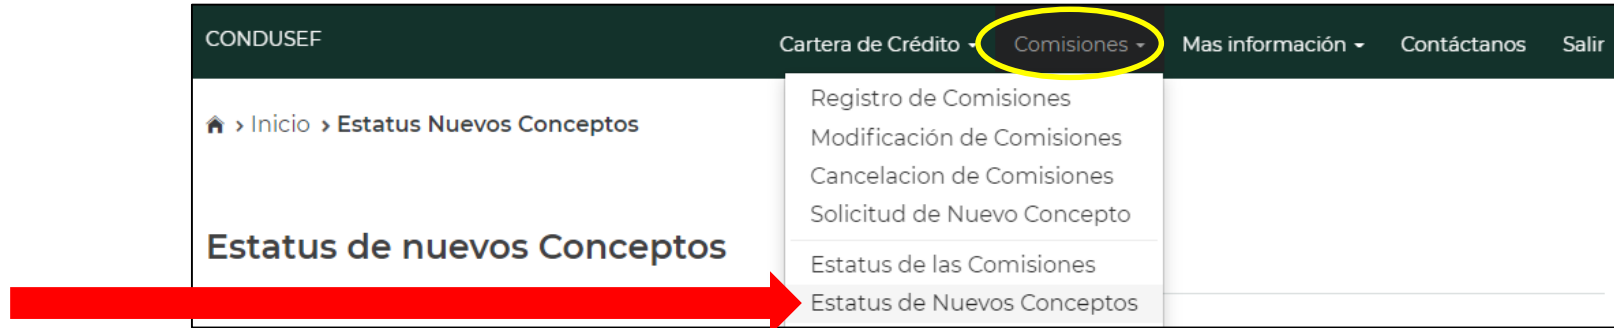 CONDUSEF
Cartera de Crédito Comisiones Mas información Contáctanos Salir
Inicio › Estatus Nuevos Conceptos
Registro de Comisiones
Modificación de Comisiones
Cancelacion de Comisiones
Solicitud de Nuevo Concepto
Estatus de las Comisiones
Estatus de Nuevos Conceptos
Estatus de nuevos Conceptos